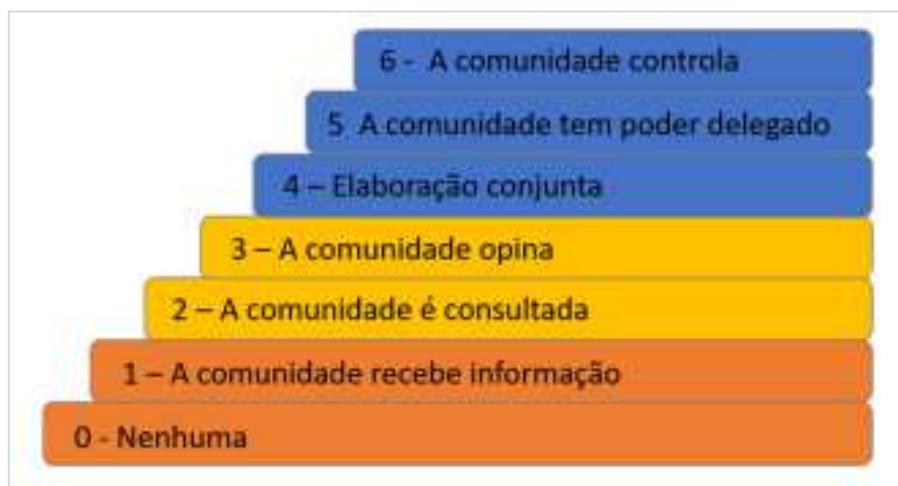 6 - A comunidade controla
5 A comunidade tem poder delegado
4 – Elaboração conjunta
3 – A comunidade opina
2 – A comunidade é consultada
1 – A comunidade recebe informação
0 - Nenhuma